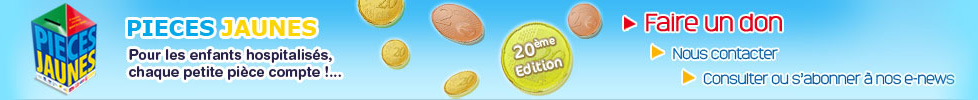 PIECES
JAUNES
PIECES JAUNES
Pour les enfants hospitalisés,
chaque petite pièce compte !...
20ème
Edition
Faire un don
Nous contacter
Consulter ou s'abonner à nos e-news